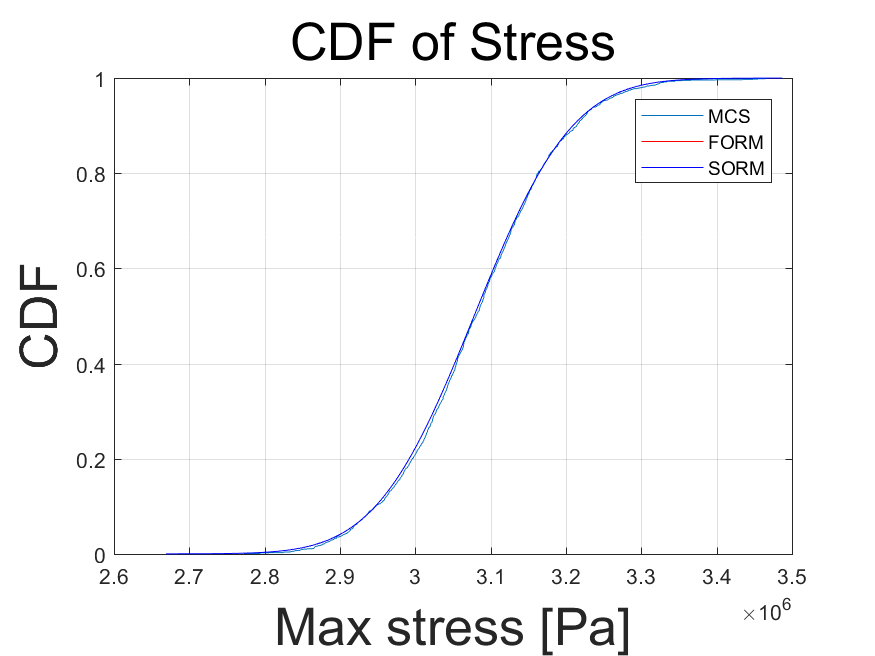 CDF of Stress
1
MCS
FORM
SORM
0.8
0.6
CDF
0.4
0.2
0
2.6 2.7 2.8 2.9 3 3.1 3.2 3.3 3.4 3.5
×10⁶
Max stress [Pa]